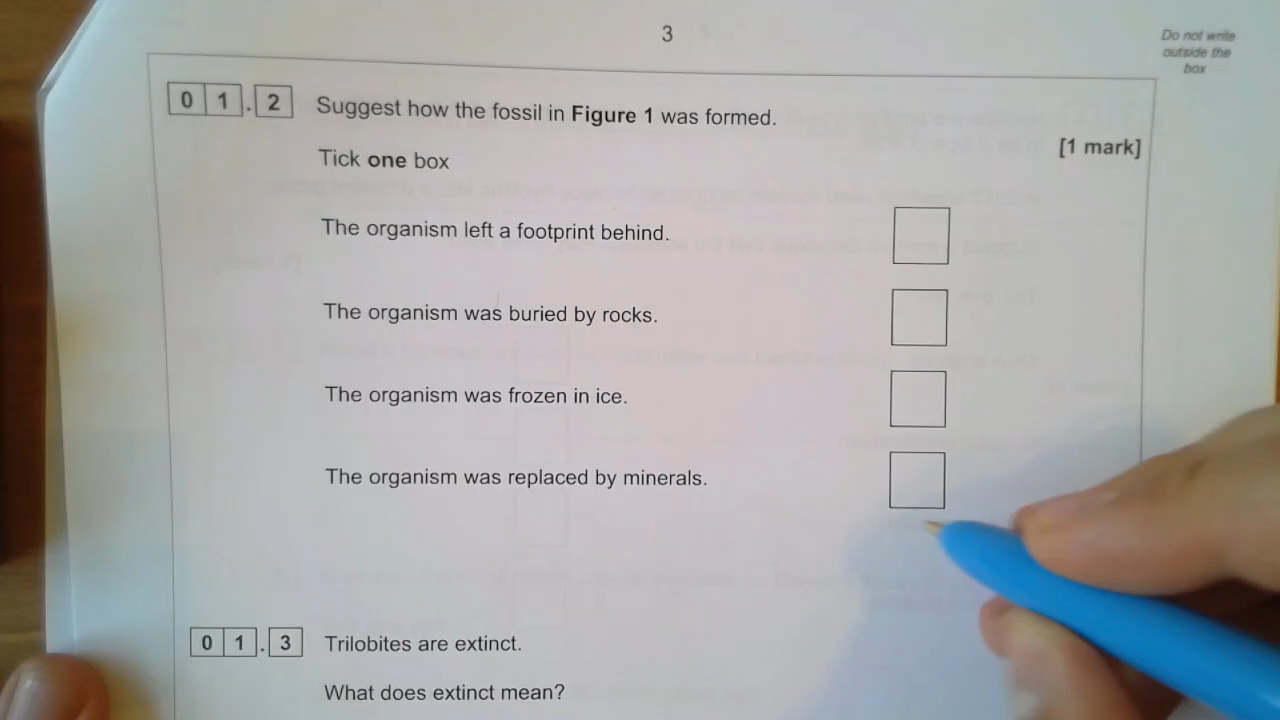 3
Do not write
outside the
box
0 1 . 2 Suggest how the fossil in Figure 1 was formed.
[1 mark]
Tick one box
The organism left a footprint behind.
The organism was buried by rocks.
The organism was frozen in ice.
The organism was replaced by minerals.
0 1 . 3 Trilobites are extinct.
What does extinct mean?